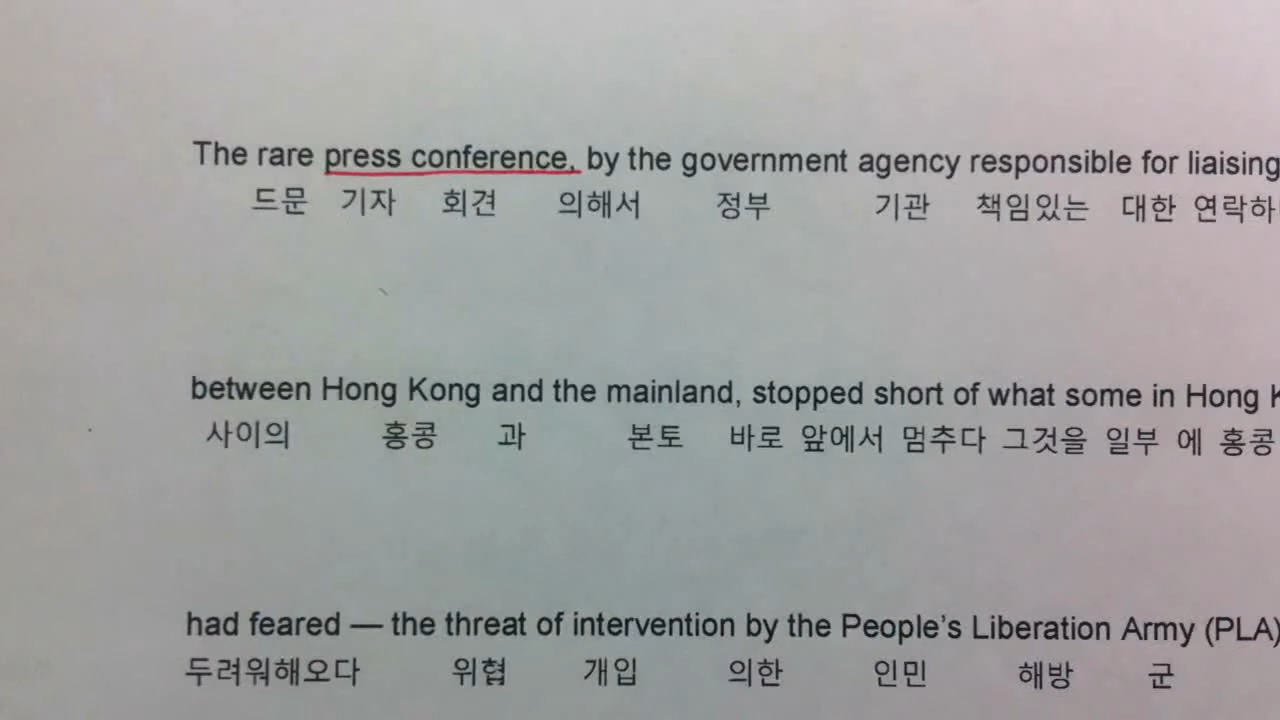 The rare press conference, by the government agency responsible for liaising
드문 기자 회견 의해서 정부 기관 책임있는 대한
between Hong Kong and the mainland, stopped short of what some in Hong
사이의 홍콩 과 본토 바로 앞에서 멈추다 그것을 일부 에 홍콩
had feared — the threat of intervention by the People's Liberation Army (PLA)
두려워해오다 위협 개입 의한 인민 해방 군